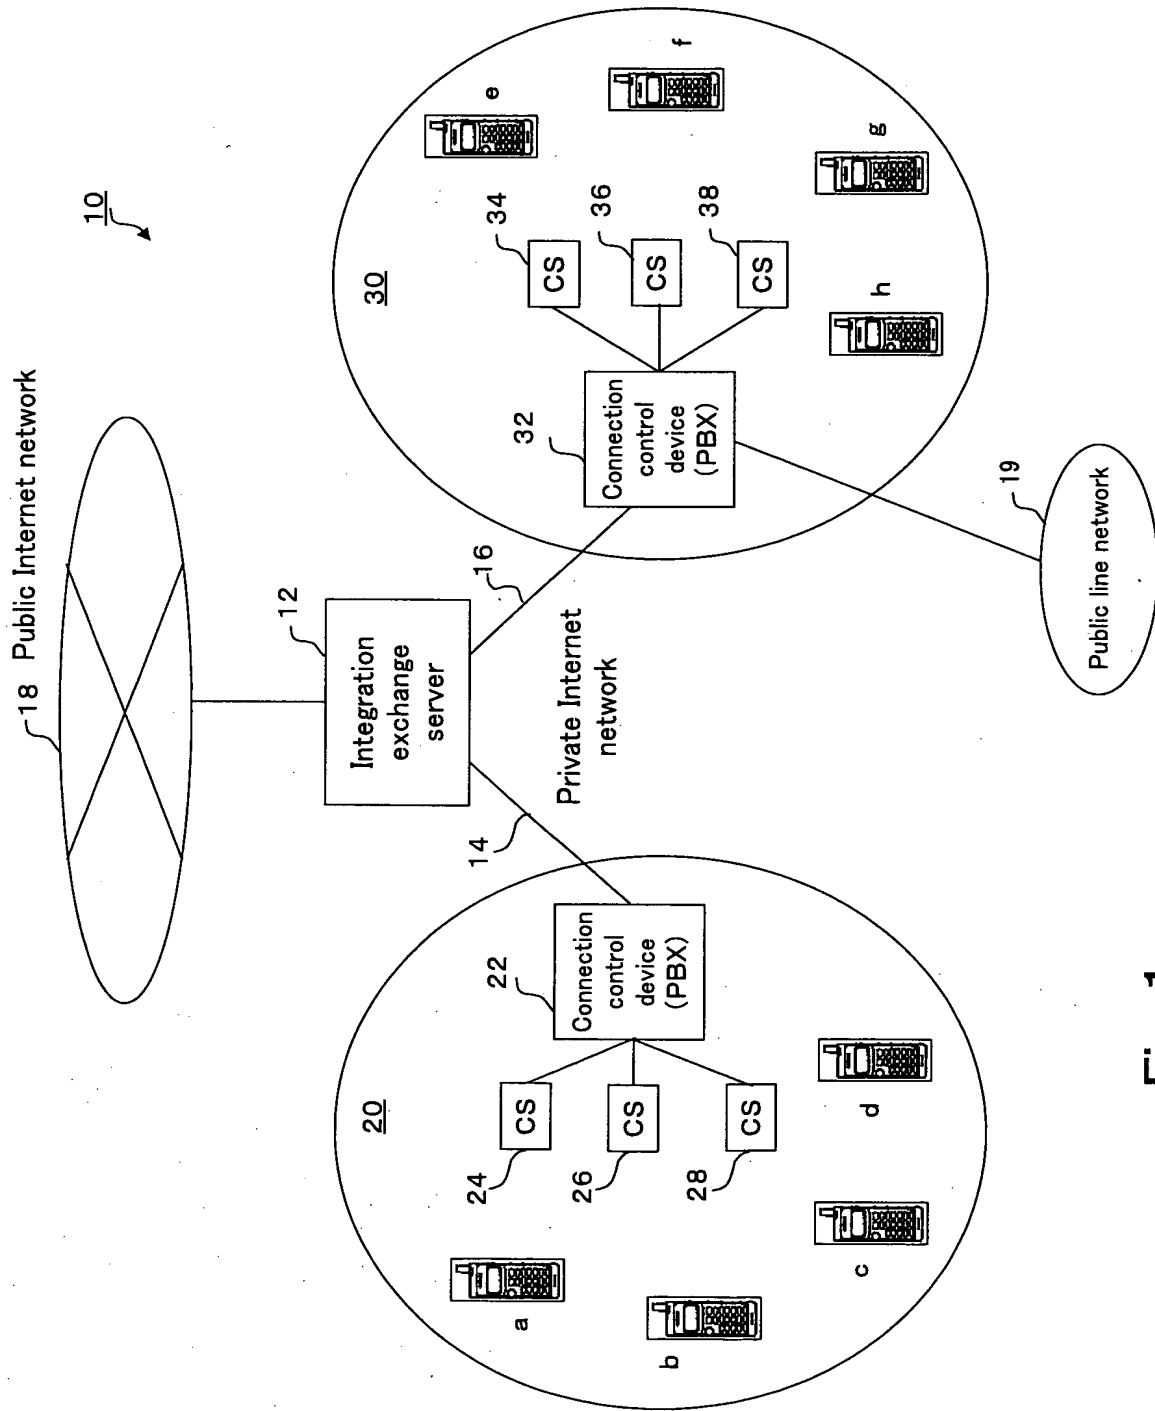 18 Public Internet network
10
12
Integration
exchange
server
14
16
Private Internet
network
20
22
Connection
control
device
(PBX)
24
CS
26
CS
28
CS
a
b
c
d
30
32
Connection
control
device
(PBX)
34
CS
36
CS
38
CS
e
f
g
h
19
Public line network